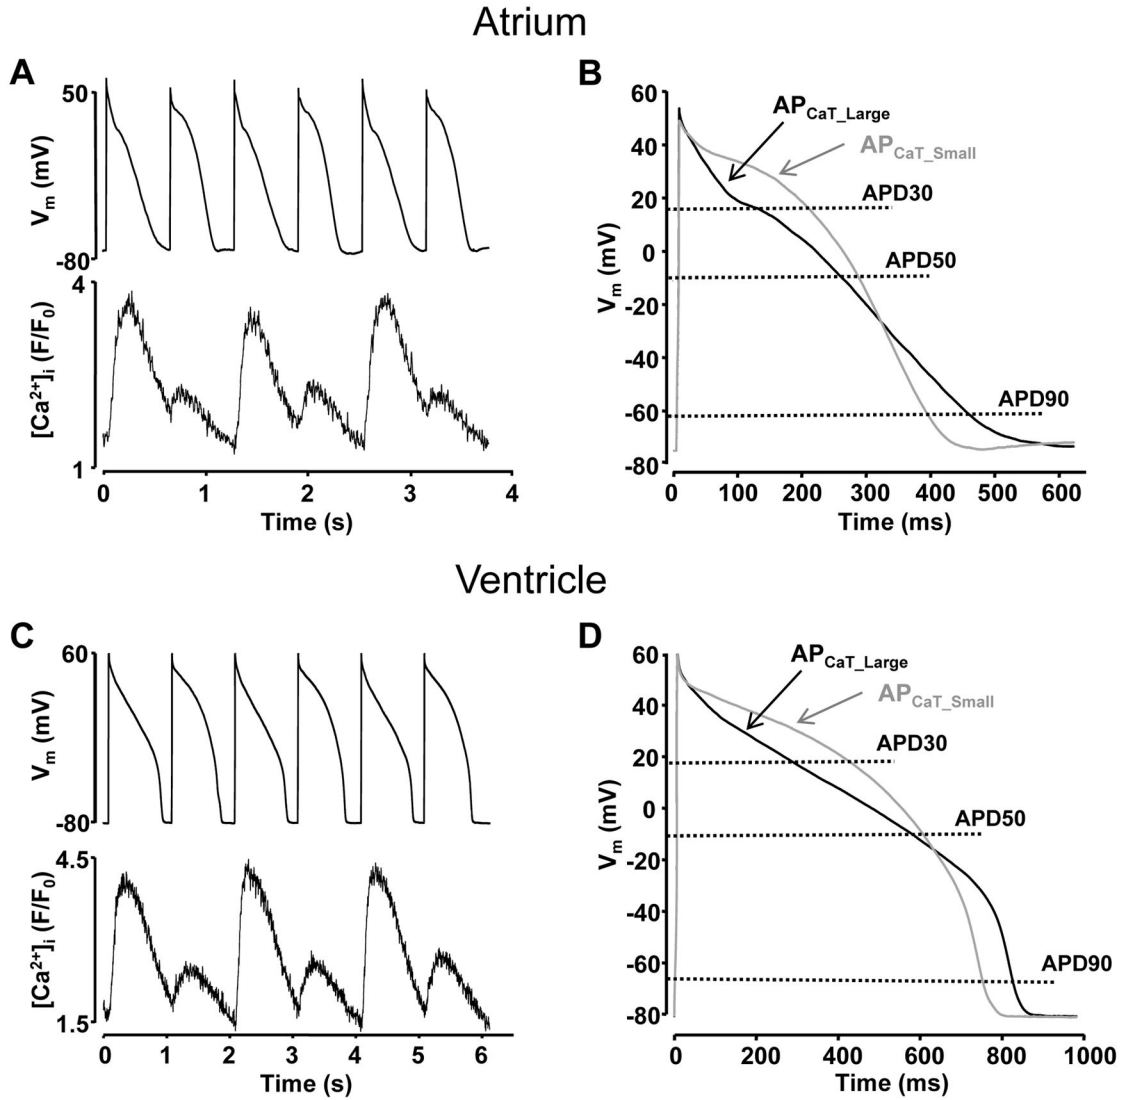 Atrium
A
50
Vm (mV)
-80
4
[Ca2+]i (F/F0)
1
0 1 2 3 4
Time (s)
B
60
40
20
0
-20
-40
-60
-80
Vm (mV)
APCaT_Large
APCaT_Small
APD30
APD50
APD90
0 100 200 300 400 500 600
Time (ms)
Ventricle
C
60
Vm (mV)
-80
4.5
[Ca2+]i (F/F0)
1.5
0 1 2 3 4 5 6
Time (s)
D
60
40
20
0
-20
-40
-60
-80
Vm (mV)
APCaT_Large
APCaT_Small
APD30
APD50
APD90
0 200 400 600 800 1000
Time (ms)